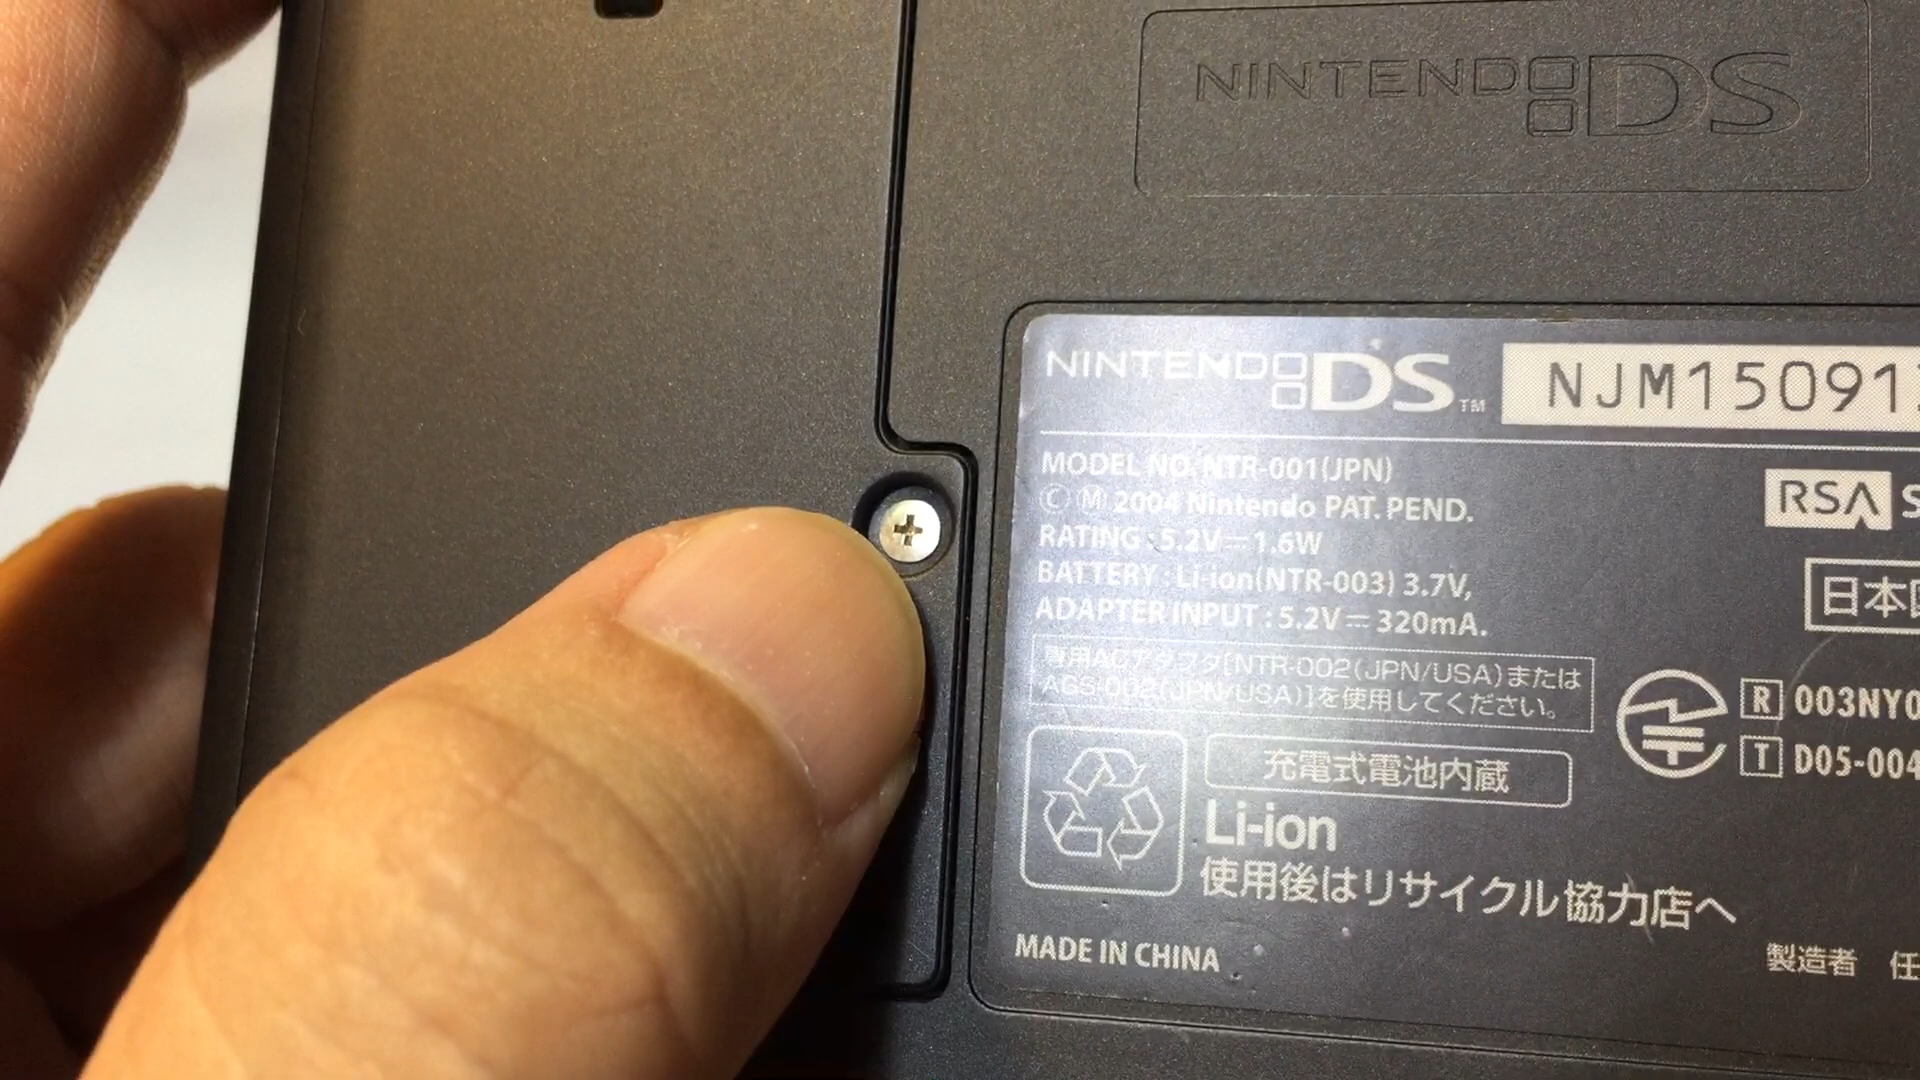 NINTENDO DS
NINTENDO DS TM NJM15091
MODEL NO. NTR-001(JPN)
Ⓒ Ⓜ 2004 Nintendo PAT. PEND.
RATING : 5.2V⎓1.6W
BATTERY : Li-ion(NTR-003) 3.7V,
ADAPTER INPUT : 5.2V⎓320mA.
RSA
日本
専用ACアダプタ[NTR-002(JPN/USA)または
AGS-002(JPN/USA)]を使用してください。
R 003NY0
T D05-004
充電式電池内蔵
Li-ion
使用後はリサイクル協力店へ
MADE IN CHINA
製造者 任